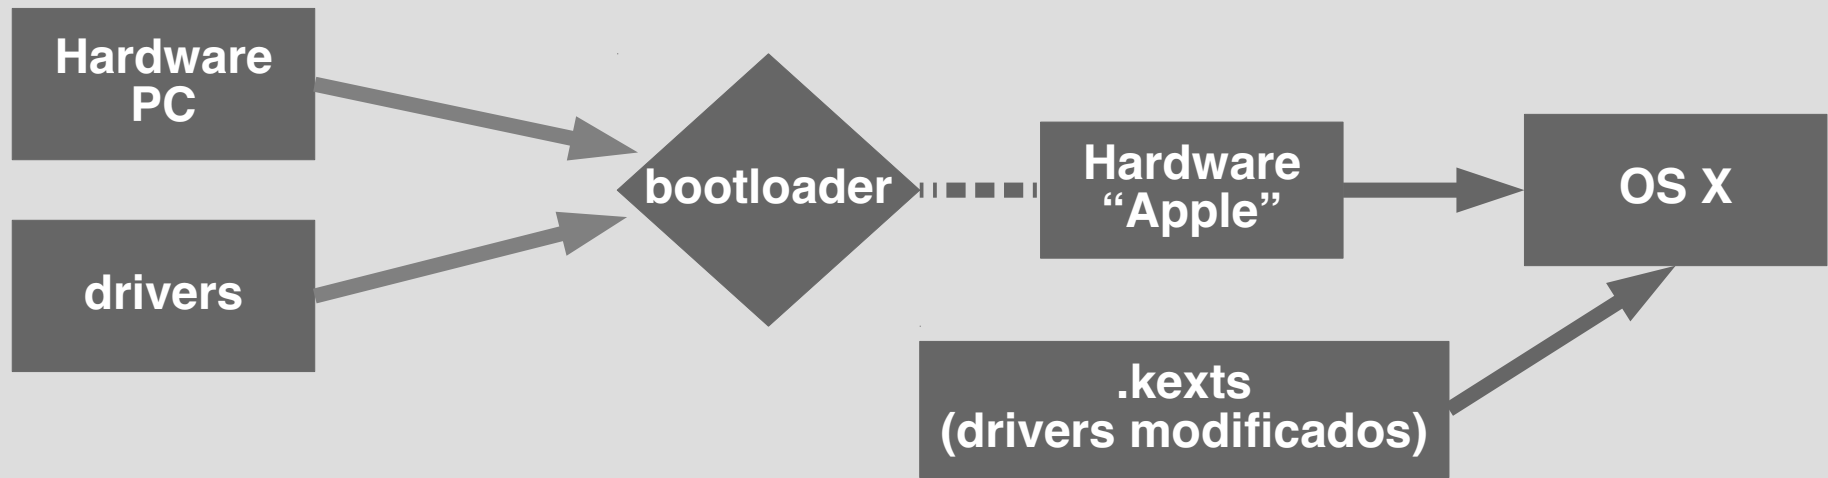 Hardware
PC
drivers
bootloader
Hardware
“Apple”
OS X
.kexts
(drivers modificados)